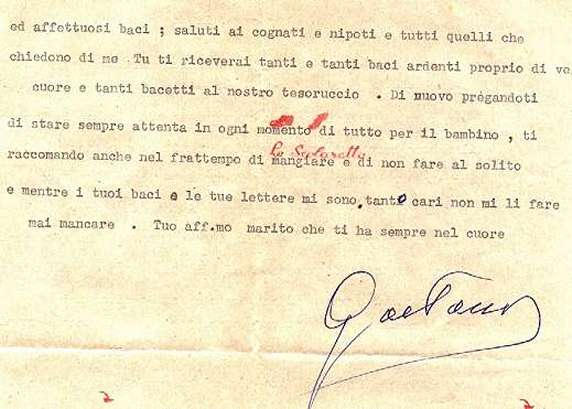 ed affettuosi baci ; saluti ai cognati e nipoti e tutti quelli che
chiedono di me .Tu ti riceverai tanti e tanti baci ardenti proprio di ve
cuore e tanti bacetti al nostro tesoruccio . Di nuovo prégandoti
di stare sempre attenta in ogni momento di tutto per il bambino , ti
raccomando anche nel frattempo di mangiare e di non fare al solito
e mentre i tuoi baci e le tue lettere mi sono tanto cari non mi li fare
mai mancare . Tuo aff.mo marito che ti ha sempre nel cuore
Gaetano